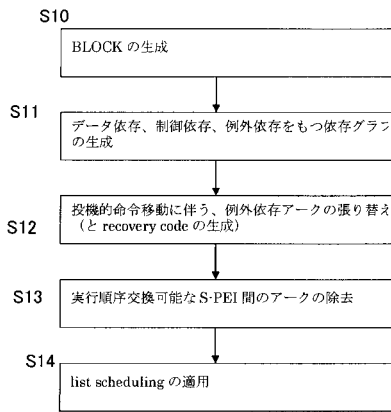 S10
BLOCK の生成
S11
データ依存、制御依存、例外依存をもつ依存グラフ
の生成
S12
投機的命令移動に伴う、例外依存アークの張り替え
（と recovery code の生成）
S13
実行順序交換可能な S-PEI 間のアークの除去
S14
list scheduling の適用